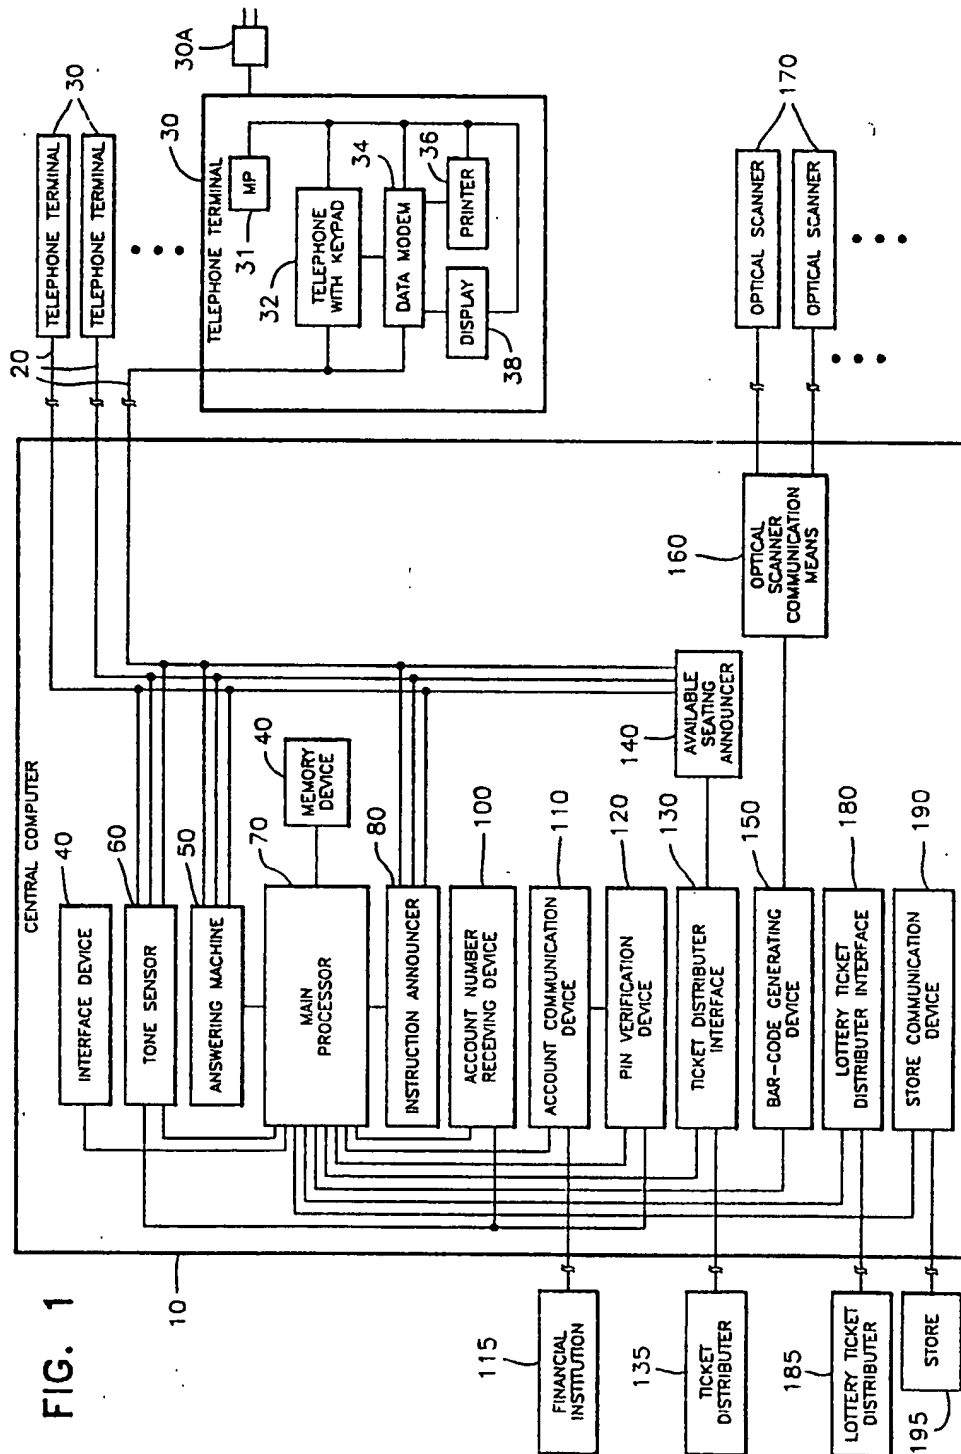 FIG. 1
10
CENTRAL COMPUTER
40
INTERFACE DEVICE
60
TONE SENSOR
50
ANSWERING MACHINE
70
MAIN
PROCESSOR
40
MEMORY
DEVICE
80
INSTRUCTION ANNOUNCER
100
ACCOUNT NUMBER
RECEIVING DEVICE
110
ACCOUNT COMMUNICATION
DEVICE
120
PIN VERIFICATION
DEVICE
130
TICKET DISTRIBUTER
INTERFACE
140
AVAILABLE
SEATING
ANNOUNCER
150
BAR-CODE GENERATING
DEVICE
160
OPTICAL
SCANNER
COMMUNICATION
MEANS
180
LOTTERY TICKET
DISTRIBUTER INTERFACE
190
STORE COMMUNICATION
DEVICE
115
FINANCIAL
INSTITUTION
135
TICKET
DISTRIBUTER
185
LOTTERY TICKET
DISTRIBUTER
195
STORE
20
30
TELEPHONE TERMINAL
TELEPHONE TERMINAL
30
30A
TELEPHONE TERMINAL
MP
31
32
TELEPHONE
WITH KEYPAD
34
DATA MODEM
36
PRINTER
DISPLAY
38
170
OPTICAL SCANNER
OPTICAL SCANNER